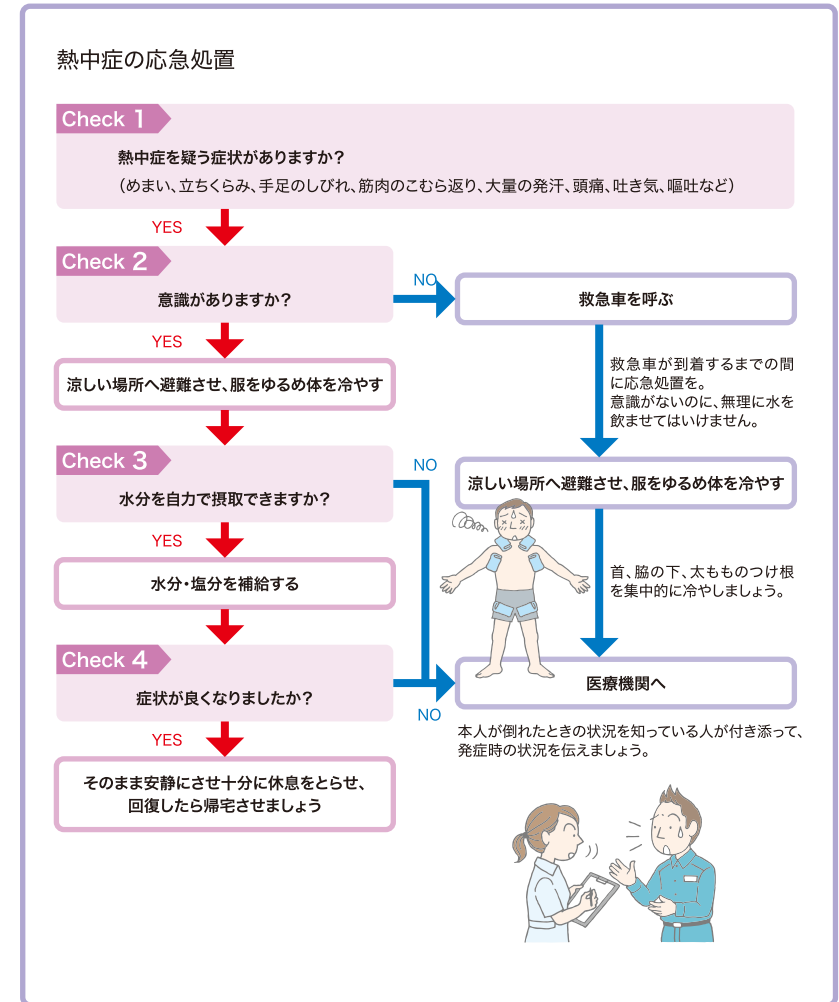 熱中症の応急処置
Check 1
熱中症を疑う症状がありますか？
（めまい、立ちくらみ、手足のしびれ、筋肉のこむら返り、大量の発汗、頭痛、吐き気、嘔吐など）
YES
Check 2
意識がありますか？
NO
救急車を呼ぶ
YES
救急車が到着するまでの間
に応急処置を。
意識がないのに、無理に水を
飲ませてはいけません。
涼しい場所へ避難させ、服をゆるめ体を冷やす
Check 3
水分を自力で摂取できますか？
NO
涼しい場所へ避難させ、服をゆるめ体を冷やす
YES
水分・塩分を補給する
首、脇の下、太もものつけ根
を集中的に冷やしましょう。
Check 4
症状が良くなりましたか？
NO
医療機関へ
本人が倒れたときの状況を知っている人が付き添って、
発症時の状況を伝えましょう。
YES
そのまま安静にさせ十分に休息をとらせ、
回復したら帰宅させましょう